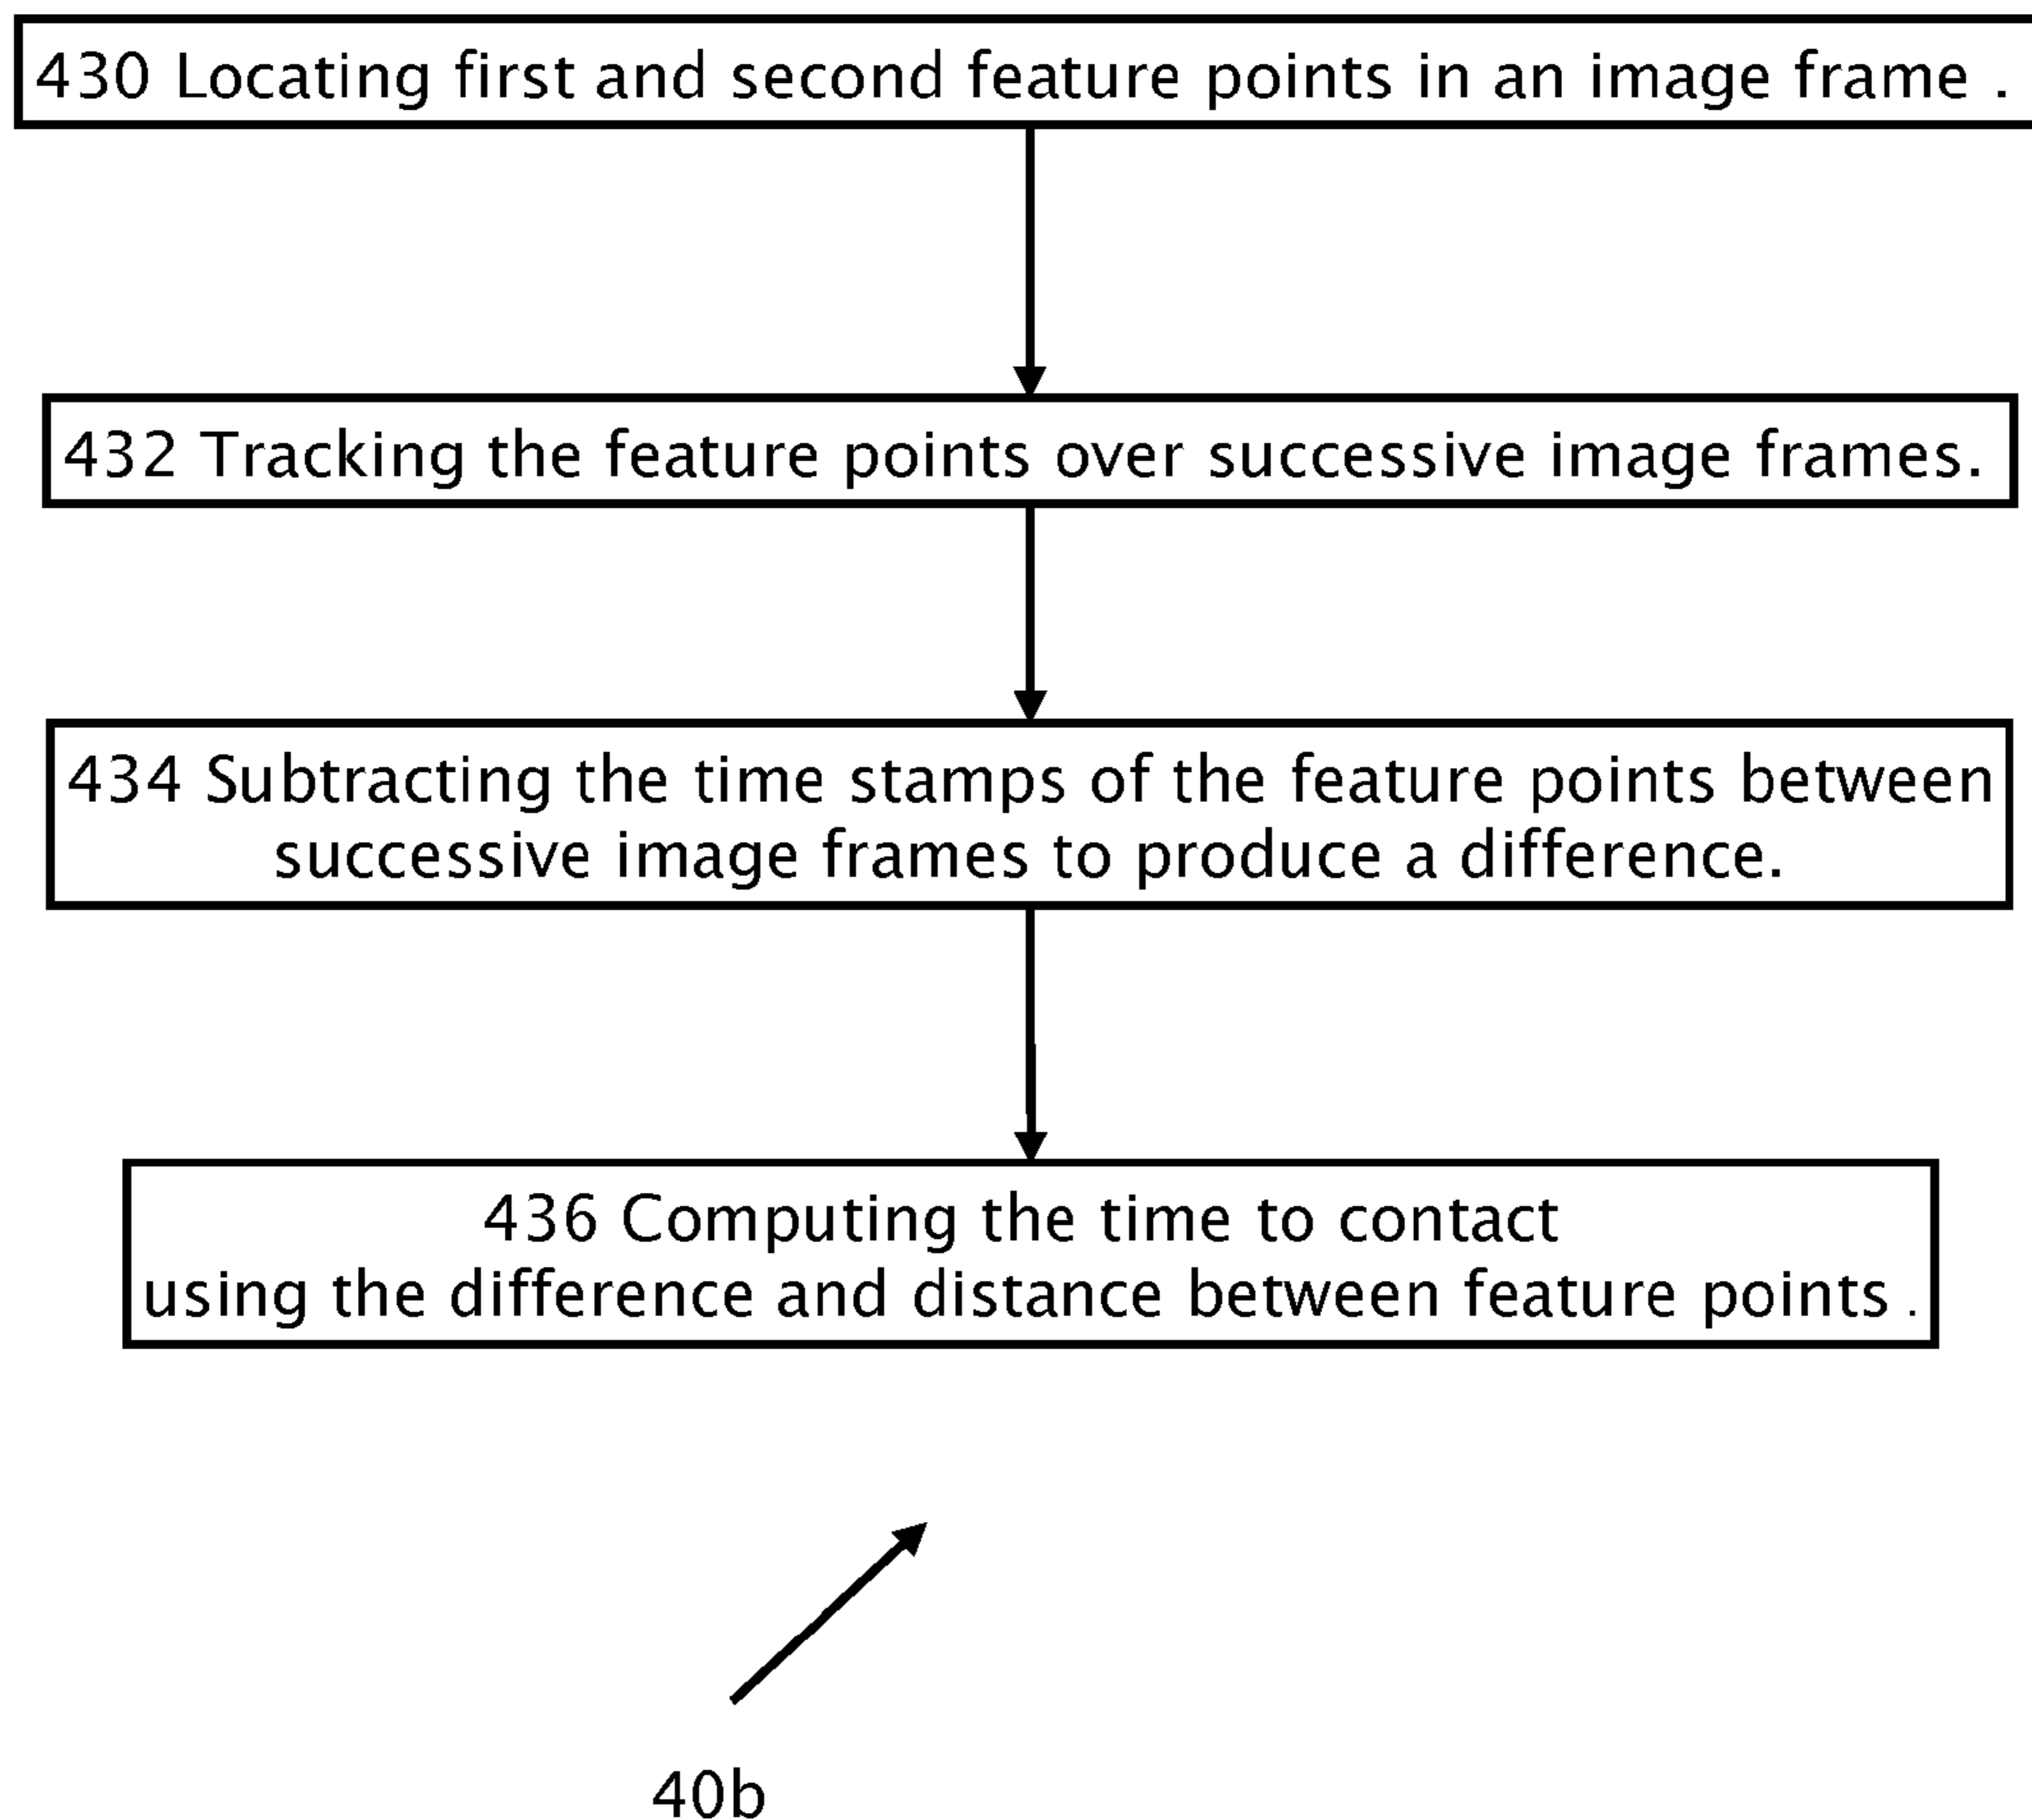 430 Locating first and second feature points in an image frame .
432 Tracking the feature points over successive image frames.
434 Subtracting the time stamps of the feature points between
successive image frames to produce a difference.
436 Computing the time to contact
using the difference and distance between feature points .
40b